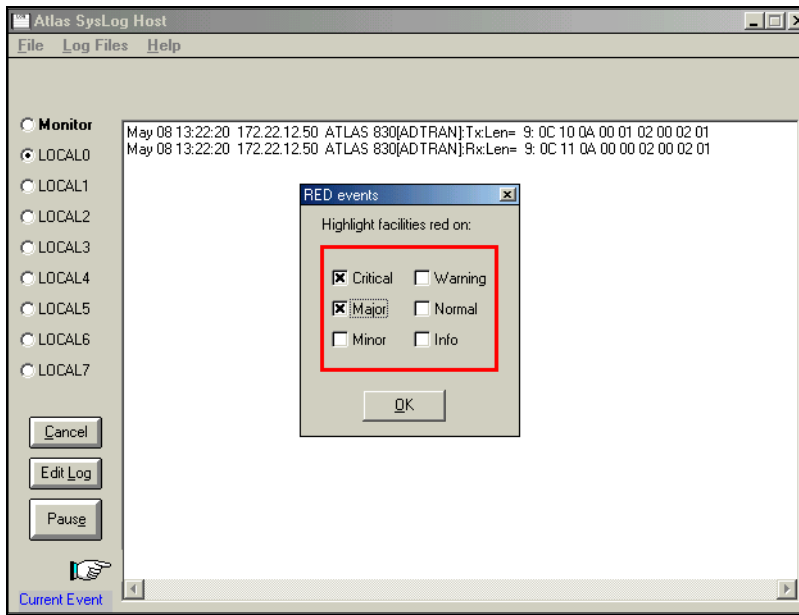 Atlas SysLog Host
File Log Files Help
Monitor
LOCAL0
LOCAL1
LOCAL2
LOCAL3
LOCAL4
LOCAL5
LOCAL6
LOCAL7
May 08 13:22:20 172.22.12.50 ATLAS 830[ADTRAN]:Tx:Len= 9: 0C 10 0A 00 01 02 00 02 01
May 08 13:22:20 172.22.12.50 ATLAS 830[ADTRAN]:Rx:Len= 9: 0C 11 0A 00 00 02 00 02 01
RED events
Highlight facilities red on:
Critical Warning
Major Normal
Minor Info
OK
Cancel
Edit Log
Pause
Current Event